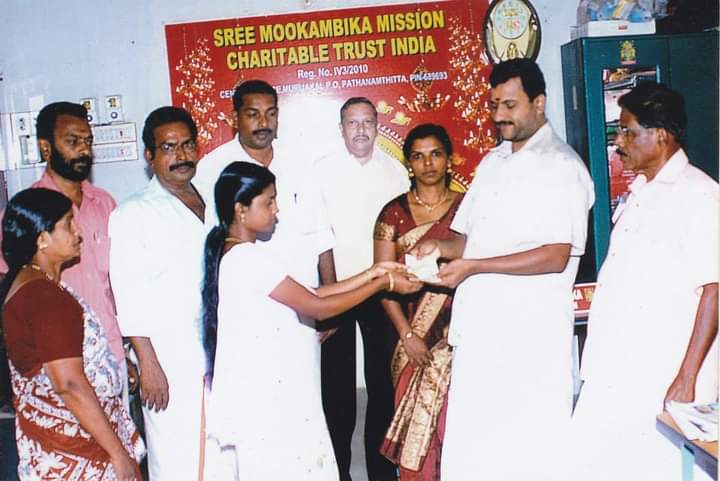 SREE MOOKAMBIKA MISSION
CHARITABLE TRUST INDIA
Reg. No. IV3/2010
P.O, PATHANAMTHITTA, PIN-689693